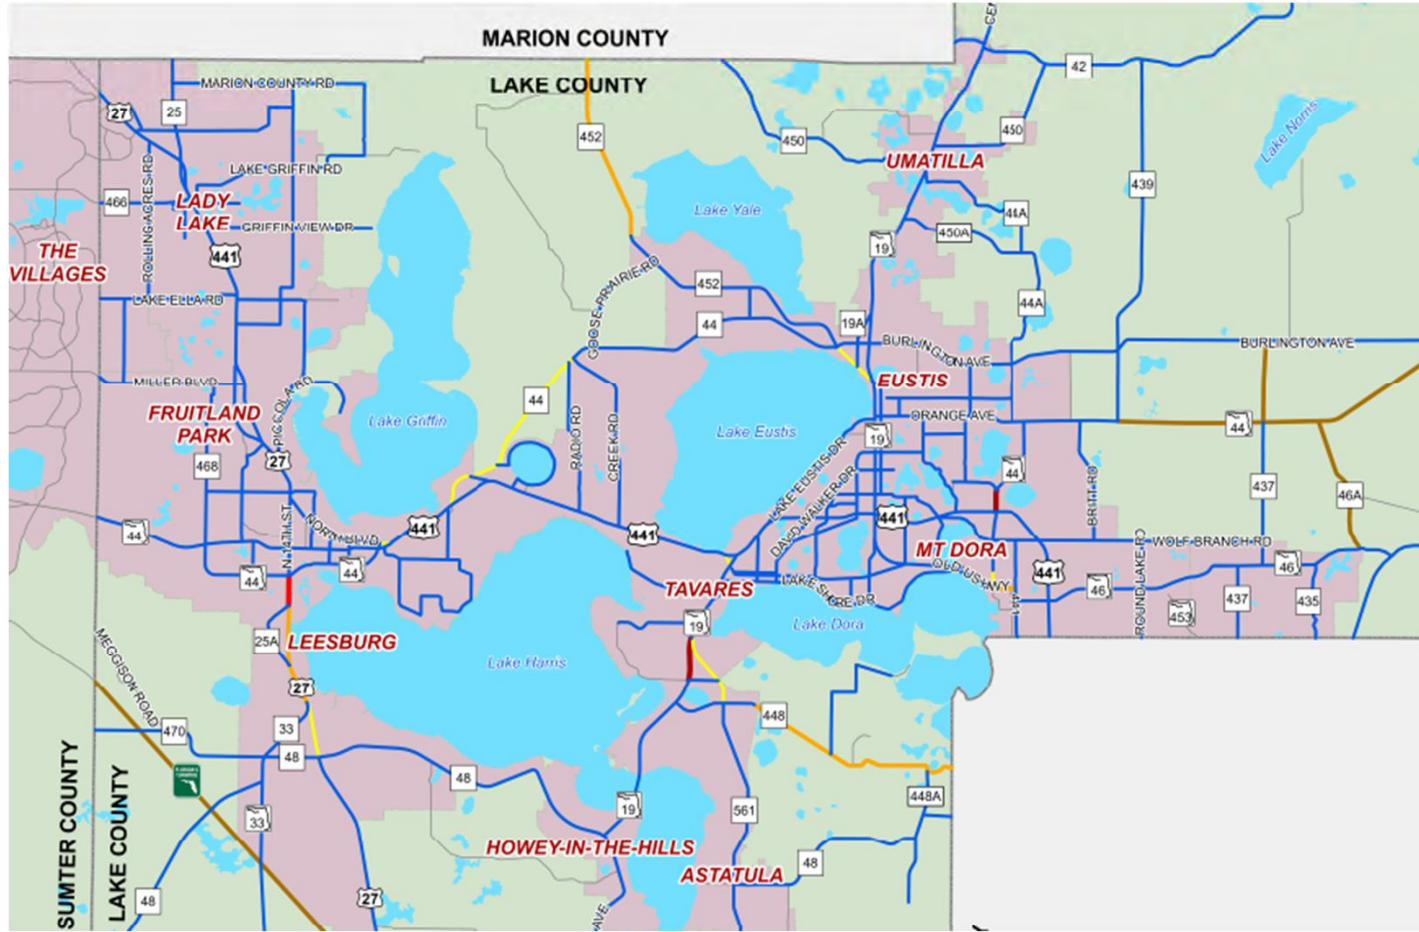 CE
MARION COUNTY
LAKE COUNTY
MARION COUNTY RD
42
27
25
452
450
450
Lake Norris
UMATILLA
LAKE GRIFFIN RD
439
466
ROLLING ACRES RD
LADY
LAKE
Lake Yale
44A
GRIFFIN VIEW DR
450A
19
THE
VILLAGES
441
GOOSE PRAIRIE RD
452
LAKE ELLA RD
44A
44
19A
BURLINGTON AVE
BURLINGTON AVE
MILLER BLVD
PICCOLA RD
EUSTIS
44
FRUITLAND
PARK
Lake Griffin
ORANGE AVE
44
RADIO RD
CREEK RD
Lake Eustis
19
LAKE EUSTIS DR
468
27
44
DAVID WALKER DR
BRITT RD
437
46A
N 14TH ST
NORTH BLVD
441
441
441
44
MT DORA
ROUND LAKE RD
WOLF BRANCH RD
44
44
OLD US HWY
441
441
46
46
TAVARES
LAKESHORE DR
437
435
453
19
Lake Dora
25A
LEESBURG
MEGGISON ROAD
Lake Harris
27
448
470
33
48
48
SUMTER COUNTY
LAKE COUNTY
19
561
448A
33
HOWEY-IN-THE-HILLS
ASTATULA
48
48
27
AVE